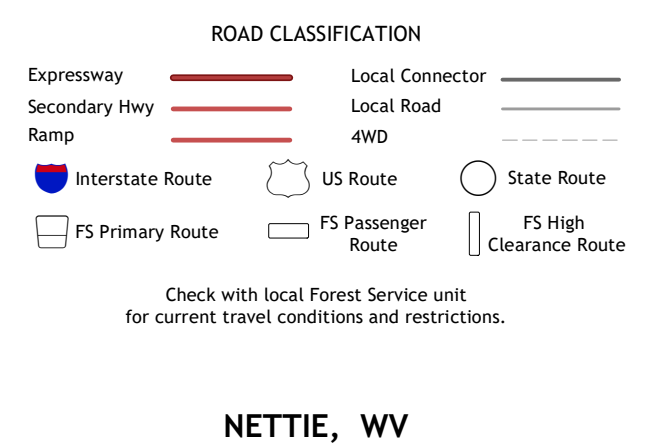 ROAD CLASSIFICATION
Expressway
Local Connector
Secondary Hwy
Local Road
Ramp
4WD
Interstate Route
US Route
State Route
FS Primary Route
FS Passenger
Route
FS High
Clearance Route
Check with local Forest Service unit
for current travel conditions and restrictions.
NETTIE, WV